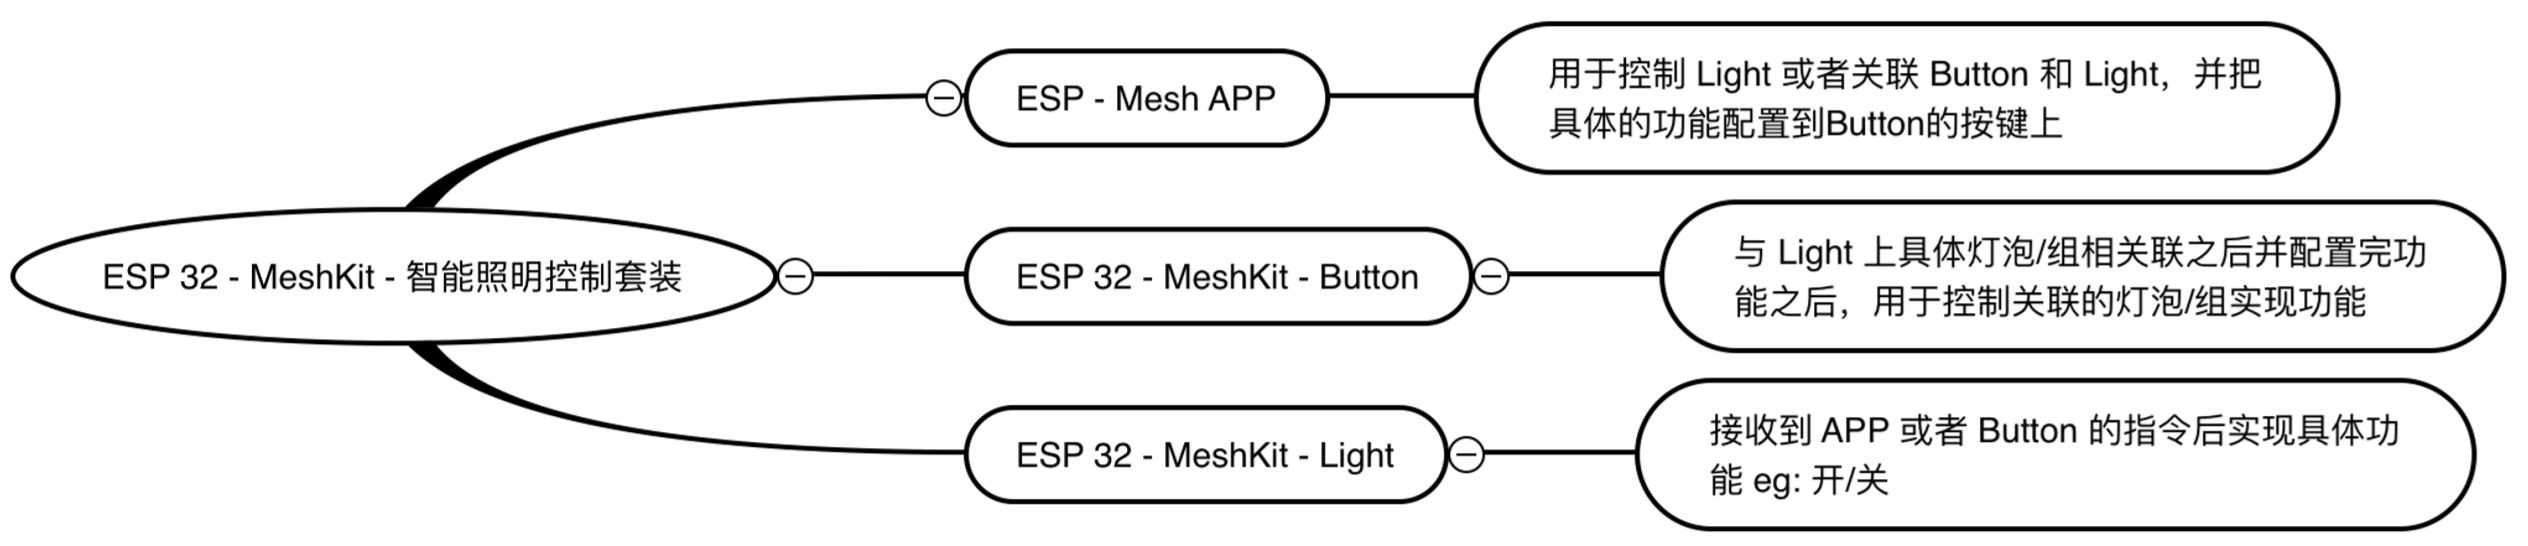 ESP - Mesh APP
用于控制 Light 或者关联 Button 和 Light，并把
具体的功能配置到Button的按键上
ESP 32 - MeshKit - 智能照明控制套装
ESP 32 - MeshKit - Button
与 Light 上具体灯泡/组相关联之后并配置完功
能之后，用于控制关联的灯泡/组实现功能
ESP 32 - MeshKit - Light
接收到 APP 或者 Button 的指令后实现具体功
能 eg: 开/关